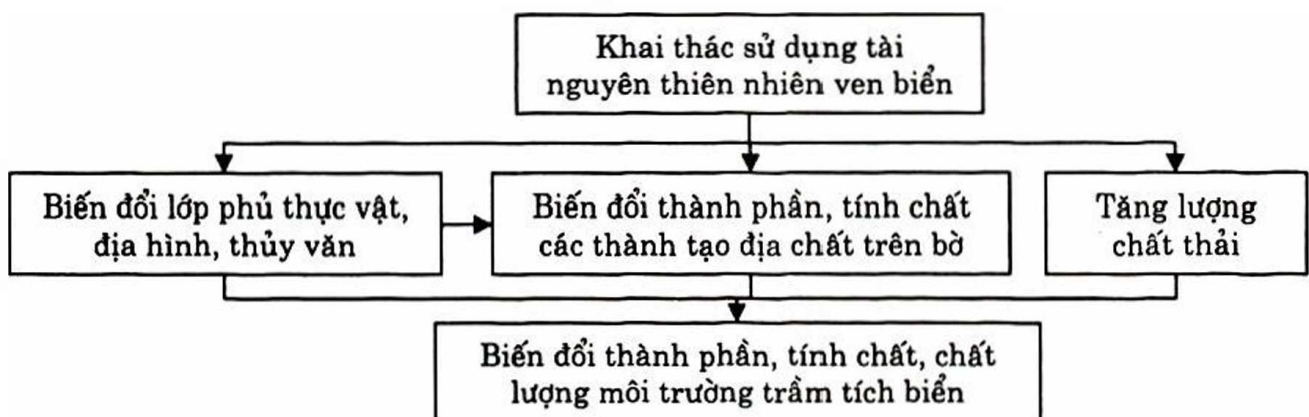 Khai thác sử dụng tài
nguyên thiên nhiên ven biển
Biến đổi lớp phủ thực vật,
địa hình, thủy văn
Biến đổi thành phần, tính chất
các thành tạo địa chất trên bờ
Tăng lượng
chất thải
Biến đổi thành phần, tính chất, chất
lượng môi trường trầm tích biển